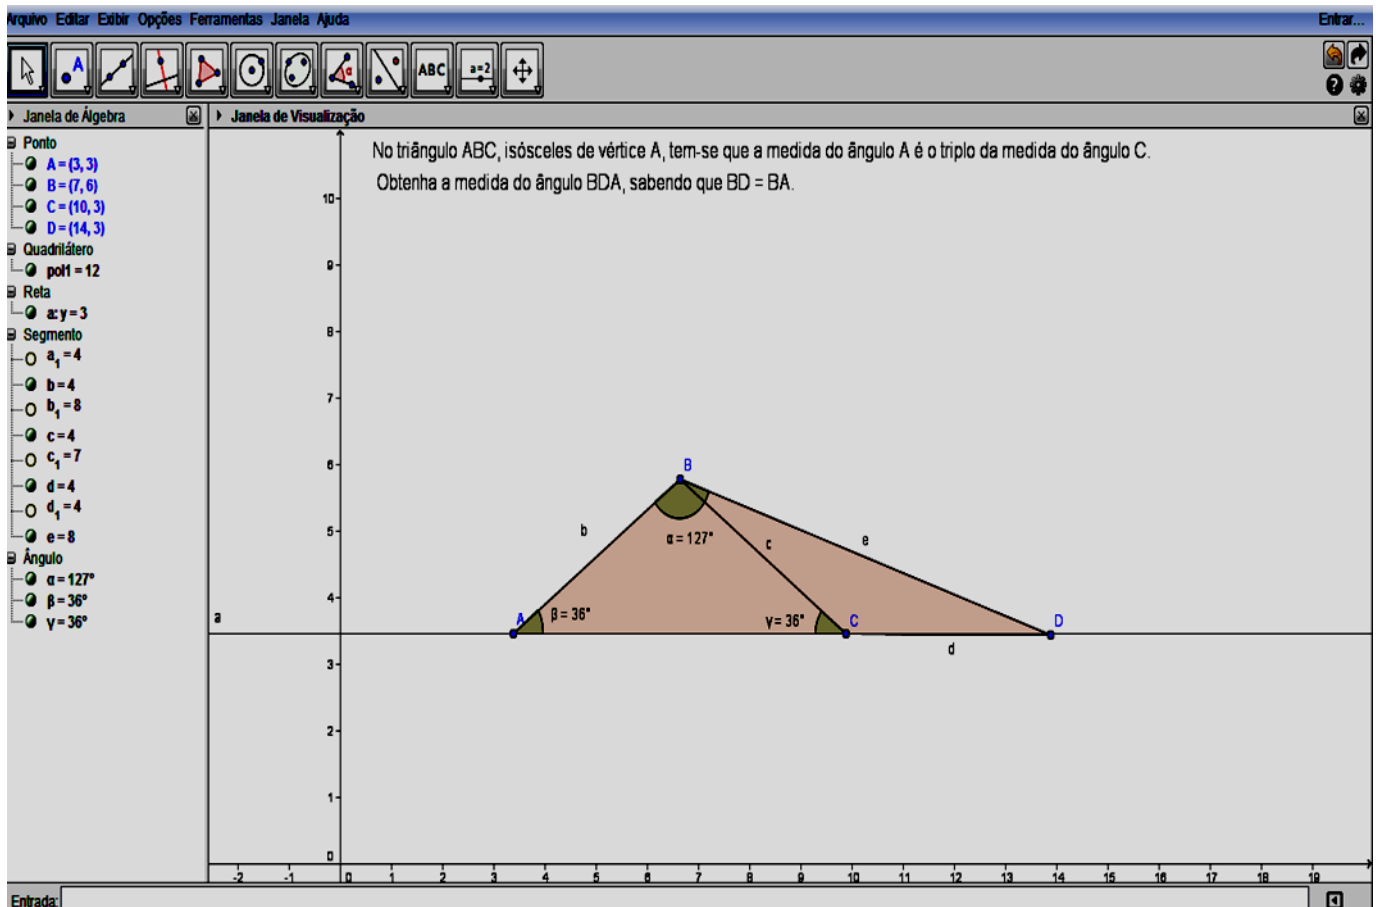 Arquivo Editar Exibir Opções Ferramentas Janela Ajuda Entrar...
ABC a=2
Janela de Álgebra
Janela de Visualização
Ponto
A = (3, 3)
B = (7, 6)
C = (10, 3)
D = (14, 3)
Quadrilátero
pol1 = 12
Reta
a: y = 3
Segmento
a₁ = 4
b = 4
b₁ = 8
c = 4
c₁ = 7
d = 4
d₁ = 4
e = 8
Ângulo
α = 127°
β = 36°
γ = 36°
No triângulo ABC, isósceles de vértice A, tem-se que a medida do ângulo A é o triplo da medida do ângulo C.
Obtenha a medida do ângulo BDA, sabendo que BD = BA.
10
9
8
7
6
5
4
3
2
1
0
B
b
α = 127°
c
e
a
A
β = 36°
γ = 36°
C
D
d
-2 -1 0 1 2 3 4 5 6 7 8 9 10 11 12 13 14 15 16 17 18 19
Entrada: